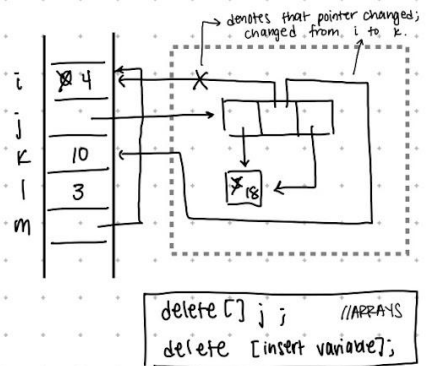 denotes that pointer changed;
changed from i to k.
i
4
j
k
10
l
3
m
18
delete [] j ; //ARRAYS
delete [insert variable];